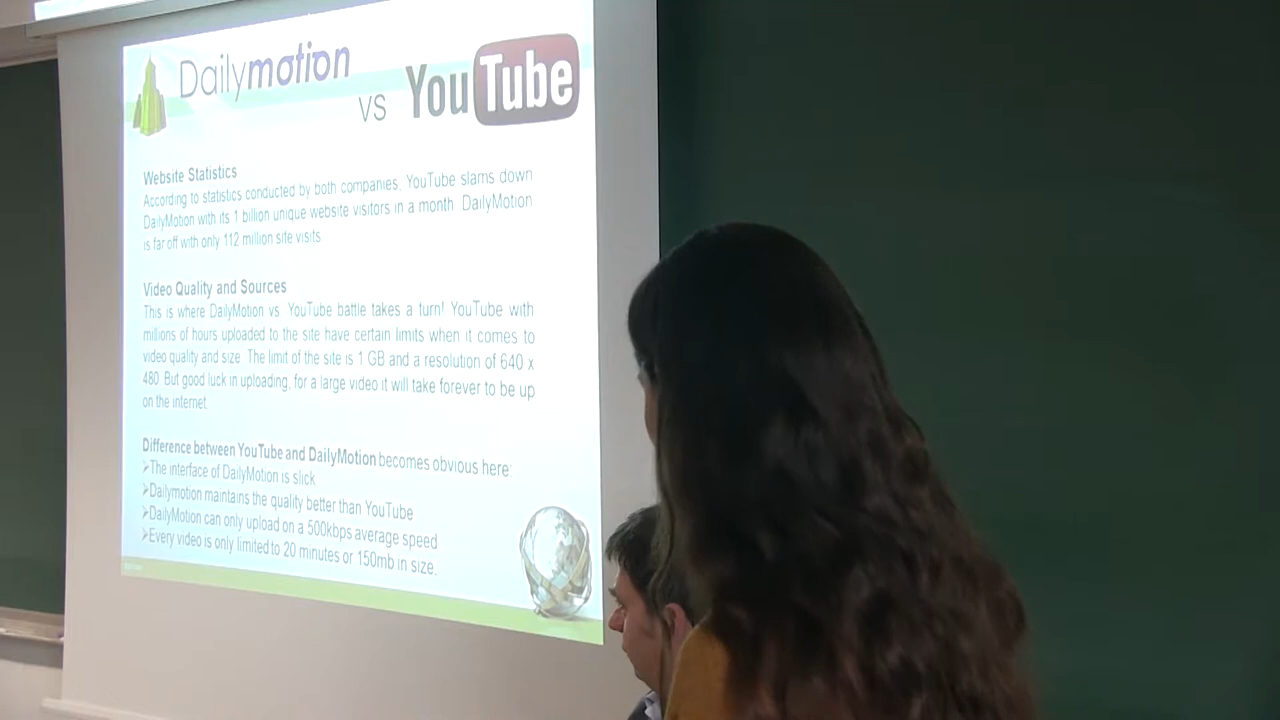 Dailymotion
vs YouTube
Website Statistics
According to statistics conducted by both companies, YouTube slams down
DailyMotion with its 1 billion unique website visitors in a month. DailyMotion
is far off with only 112 million site visits.
Video Quality and Sources
This is where DailyMotion vs. YouTube battle takes a turn! YouTube with
millions of hours uploaded to the site have certain limits when it comes to
video quality and size. The limit of the site is 1 GB and a resolution of 640 x
480. But good luck in uploading, for a large video it will take forever to be up
on the internet.
Difference between YouTube and DailyMotion becomes obvious here:
➢The interface of DailyMotion is slick
➢Dailymotion maintains the quality better than YouTube
➢DailyMotion can only upload on a 500kbps average speed
➢Every video is only limited to 20 minutes or 150mb in size.